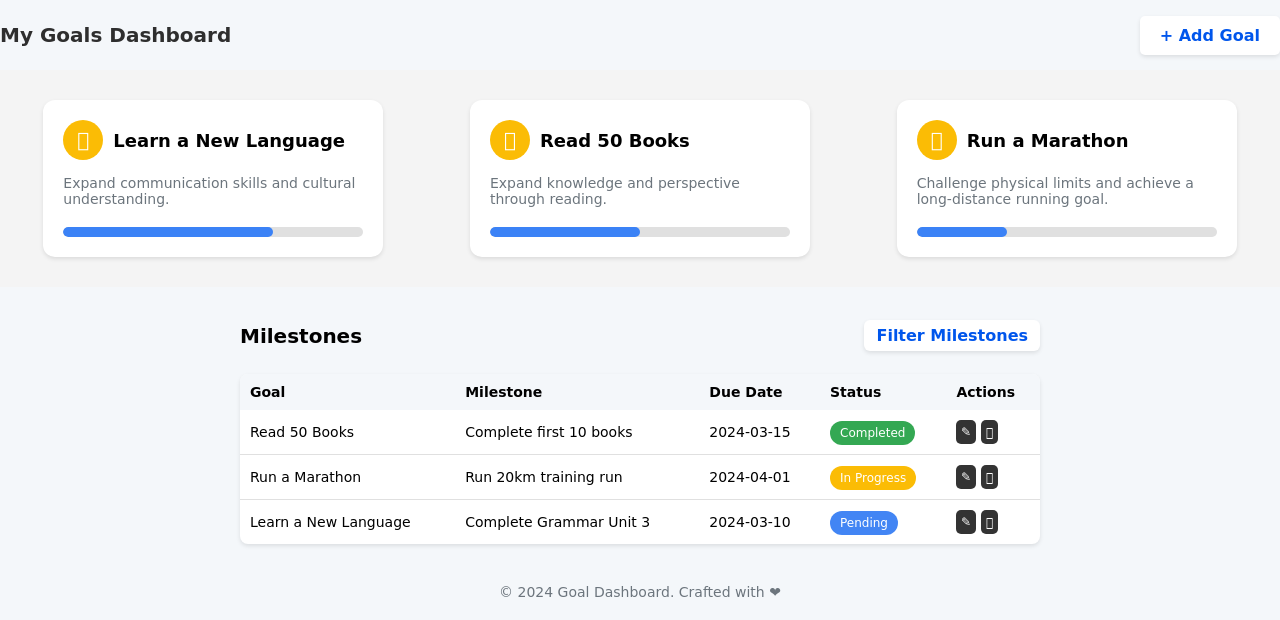 My Goals Dashboard
+ Add Goal
Learn a New Language
Expand communication skills and cultural
understanding.
Read 50 Books
Expand knowledge and perspective
through reading.
Run a Marathon
Challenge physical limits and achieve a
long-distance running goal.
Milestones
Filter Milestones
Goal Milestone Due Date Status Actions
Read 50 Books Complete first 10 books 2024-03-15 Completed ✎
Run a Marathon Run 20km training run 2024-04-01 In Progress ✎
Learn a New Language Complete Grammar Unit 3 2024-03-10 Pending ✎
© 2024 Goal Dashboard. Crafted with ❤